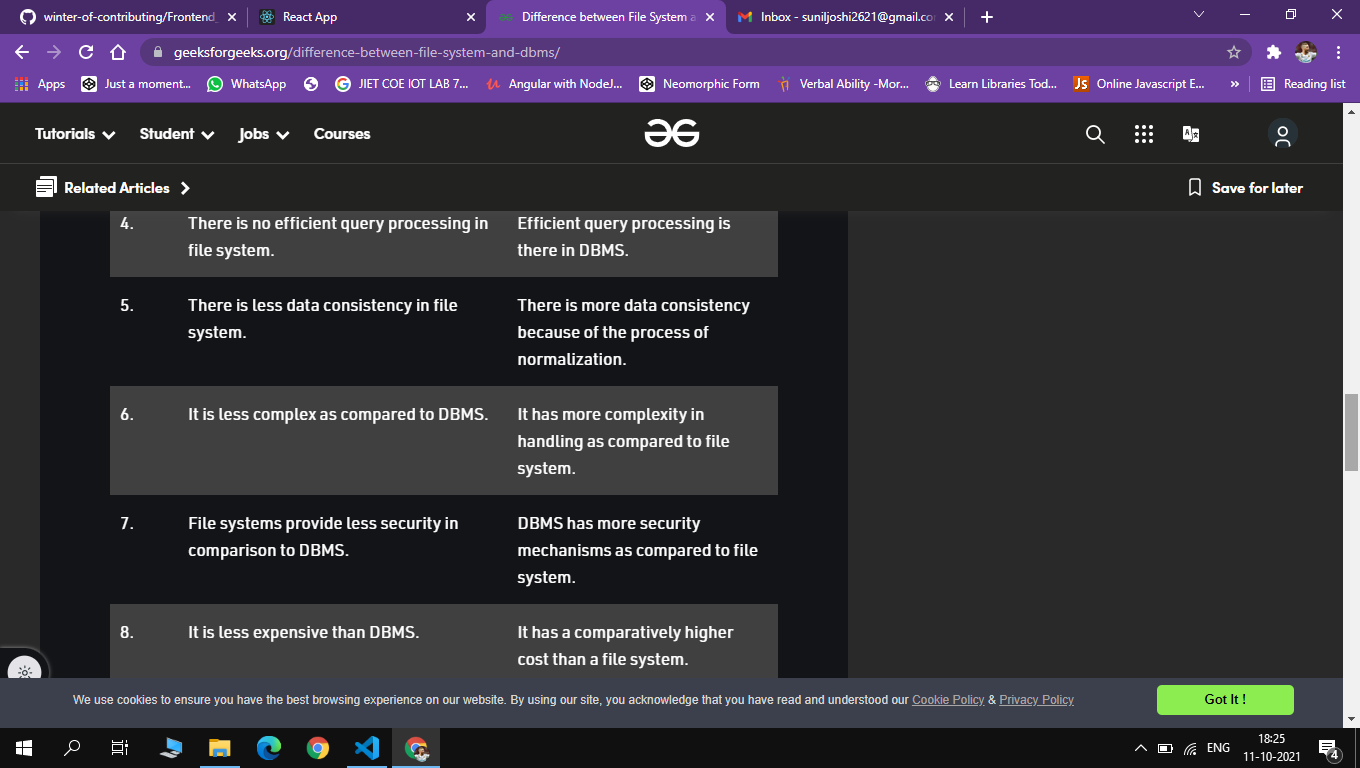 winter-of-contributing/Frontend_
React App
Difference between File System a
Inbox - suniljoshi2621@gmail.co
geeksforgeeks.org/difference-between-file-system-and-dbms/
Apps
Just a moment...
WhatsApp
JIET COE IOT LAB 7...
Angular with NodeJ...
Neomorphic Form
Verbal Ability -Mor...
Learn Libraries Tod...
JS
Online Javascript E...
»
Reading list
Tutorials
Student
Jobs
Courses
Related Articles
Save for later
4. There is no efficient query processing in
file system.
Efficient query processing is
there in DBMS.
5. There is less data consistency in file
system.
There is more data consistency
because of the process of
normalization.
6. It is less complex as compared to DBMS.
It has more complexity in
handling as compared to file
system.
7. File systems provide less security in
comparison to DBMS.
DBMS has more security
mechanisms as compared to file
system.
8. It is less expensive than DBMS.
It has a comparatively higher
cost than a file system.
We use cookies to ensure you have the best browsing experience on our website. By using our site, you acknowledge that you have read and understood our Cookie Policy & Privacy Policy
Got It !
ENG
18:25
11-10-2021
4